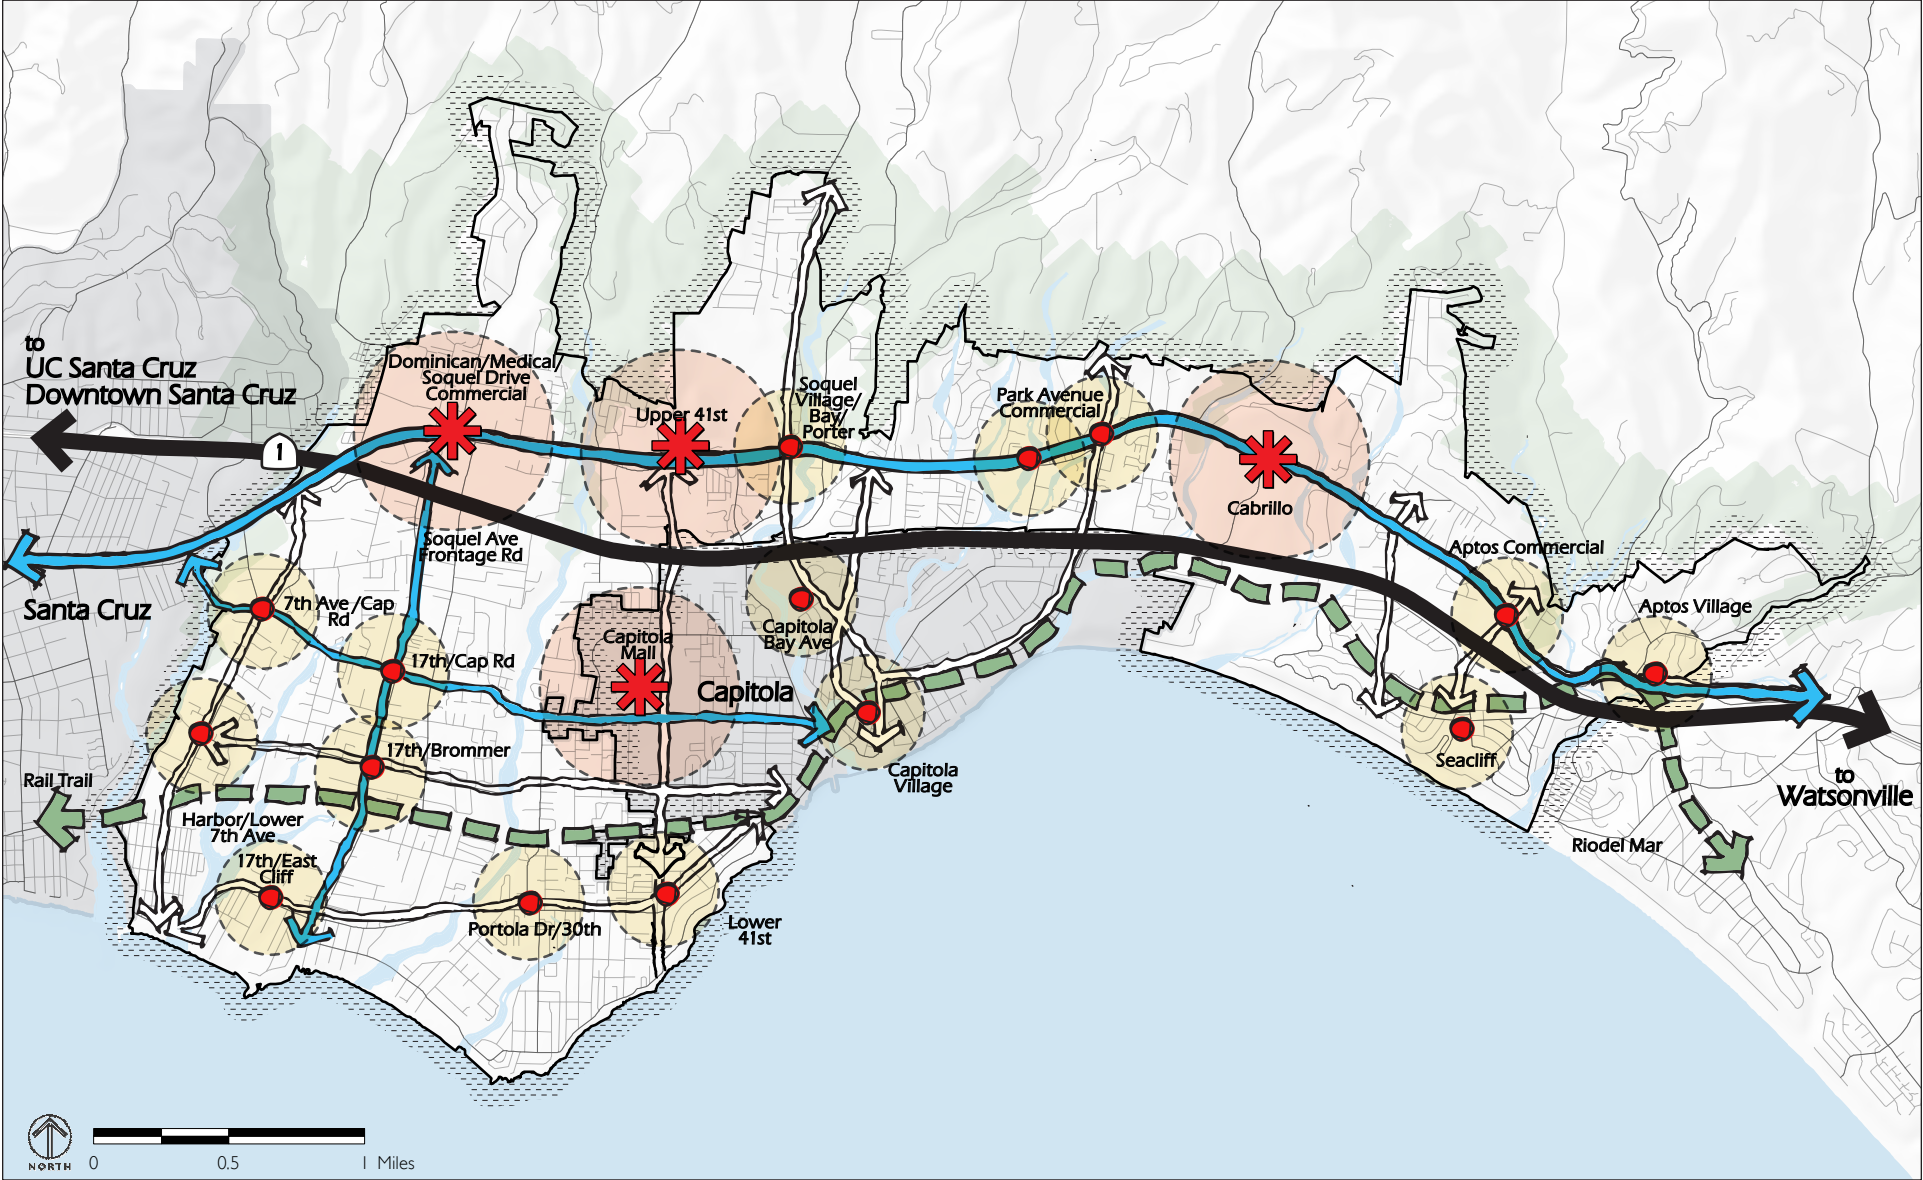 to
UC Santa Cruz
Downtown Santa Cruz
1
Dominican/Medical/
Soquel Drive
Commercial
Upper 41st
Soquel
Village/
Bay/
Porter
Park Avenue
Commercial
Cabrillo
Soquel Ave
Frontage Rd
Aptos Commercial
Santa Cruz
7th Ave /Cap
Rd
Capitola
Mall
Capitola
Bay Ave
Aptos Village
17th/Cap Rd
Capitola
17th/Brommer
Seacliff
Capitola
Village
Rail Trail
to
Watsonville
Harbor/Lower
7th Ave
17th/East
Cliff
Riodel Mar
Portola Dr/30th
Lower
41st
NORTH
0 0.5 1 Miles